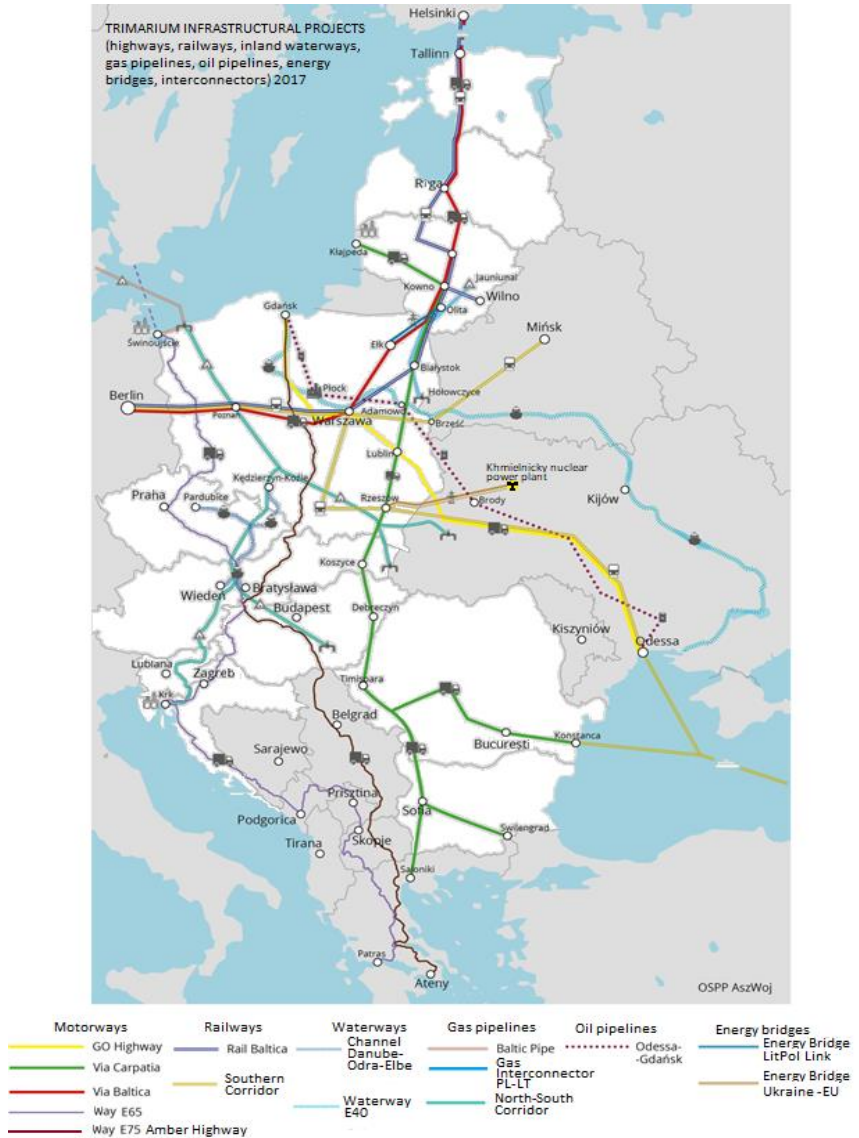 TRIMARIUM INFRASTRUCTURAL PROJECTS
(highways, railways, inland waterways,
gas pipelines, oil pipelines, energy
bridges, interconnectors) 2017
Helsinki
Tallinn
Ryga
Kłajpeda
Jauniunai
Kowno
Wilno
Olita
Gdańsk
Mińsk
Świnoujście
Ełk
Białystok
Hołowczyce
Płock
Berlin
Poznań
Warszawa
Adamowo
Brześć
Lublin
Khmielnicky nuclear
power plant
Kędzierzyn-Koźle
Kijów
Praha
Pardubice
Rzeszów
Brody
Koszyce
Wiedeń
Bratysława
Budapest
Debreczyn
Kiszyniów
Odessa
Lublana
Zagreb
Timișoara
Krk
Belgrad
București
Konstanca
Sarajewo
Prisztina
Sofia
Podgorica
Swilengrad
Tirana
Skopje
Saloniki
Patras
Ateny
OSPP AszWoj
Motorways
Railways
Waterways
Gas pipelines
Oil pipelines
Energy bridges
GO Highway
Rail Baltica
Channel
Danube-
Odra-Elbe
Baltic Pipe
Odessa-
-Gdańsk
Energy Bridge
LitPol Link
Via Carpatia
Gas
Interconnector
PL-LT
Via Baltica
Southern
Corridor
Energy Bridge
Ukraine -EU
Way E65
Waterway
E40
North-South
Corridor
Way E75 Amber Highway